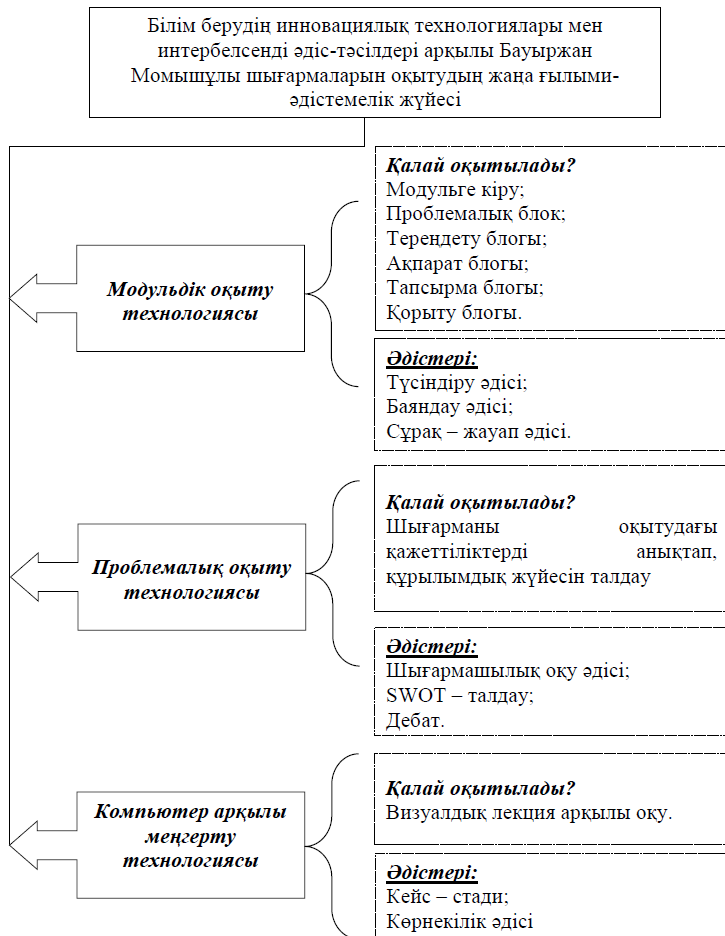 Білім берудің инновациялық технологиялары мен
интербелсенді әдіс-тәсілдері арқылы Бауыржан
Момышұлы шығармаларын оқытудың жаңа ғылыми-
әдістемелік жүйесі
Модульдік оқыту
технологиясы
Қалай оқытылады?
Модульге кіру;
Проблемалық блок;
Тереңдету блогы;
Ақпарат блогы;
Тапсырма блогы;
Қорыту блогы.
Әдістері:
Түсіндіру әдісі;
Баяндау әдісі;
Сұрақ – жауап әдісі.
Проблемалық оқыту
технологиясы
Қалай оқытылады?
Шығарманы оқытудағы
қажеттіліктерді анықтап,
құрылымдық жүйесін талдау
Әдістері:
Шығармашылық оқу әдісі;
SWOT – талдау;
Дебат.
Компьютер арқылы
меңгерту
технологиясы
Қалай оқытылады?
Визуалдық лекция арқылы оқу.
Әдістері:
Кейс – стади;
Көрнекілік әдісі